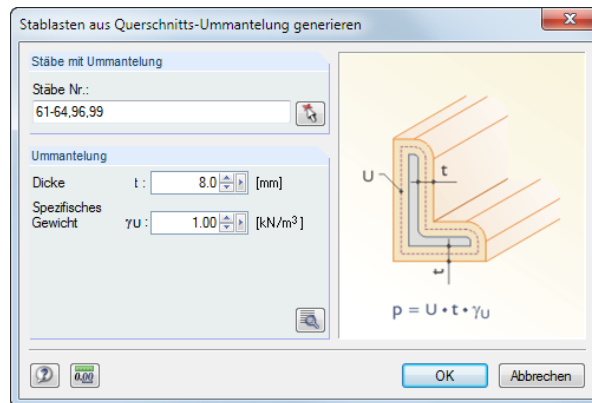 Stablasten aus Querschnitts-Ummantelung generieren
Stäbe mit Ummantelung
Stäbe Nr.:
61-64,96,99
Ummantelung
Dicke t : 8.0 [mm]
Spezifisches
Gewicht γU : 1.00 [kN/m³]
U
t
t
p = U • t • γU
0.00
OK
Abbrechen